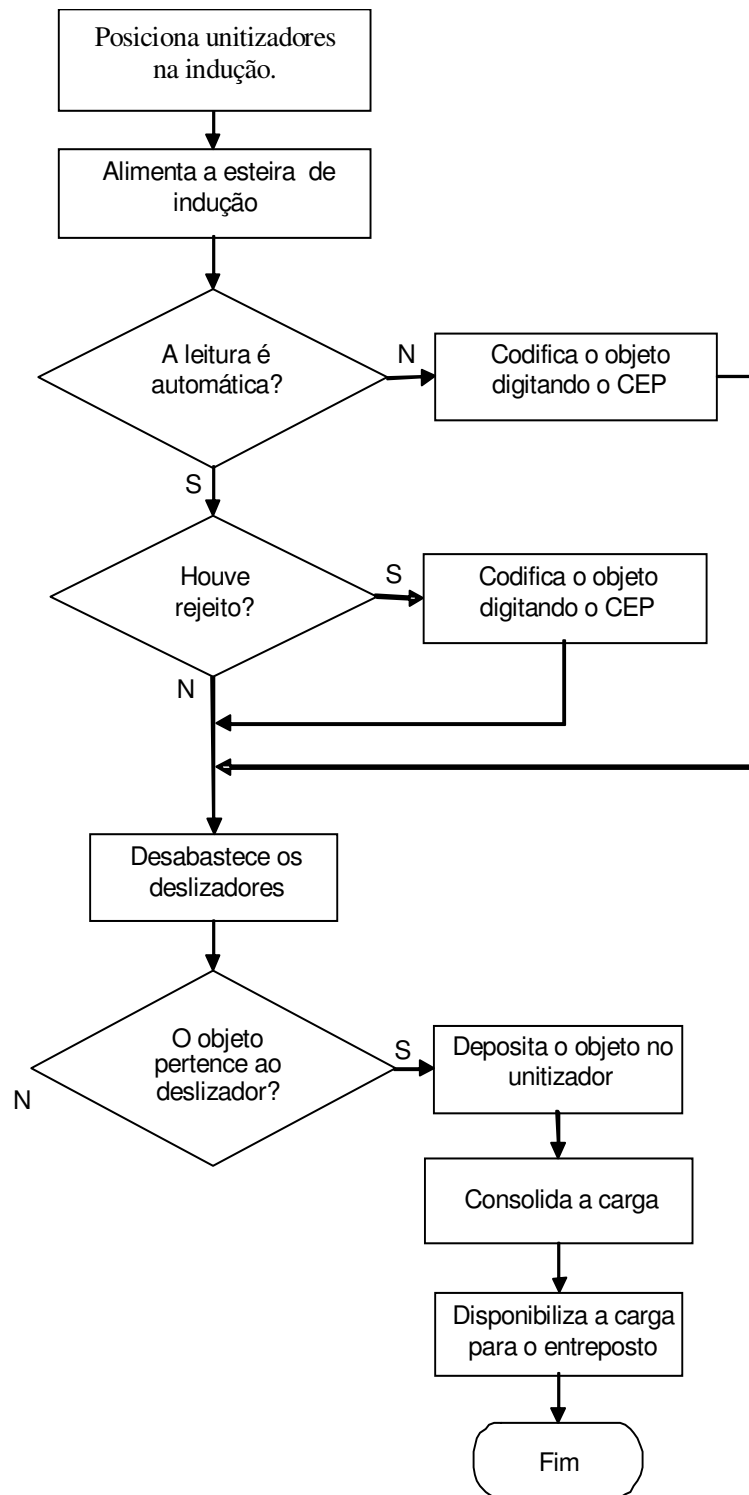 Posiciona unitizadores
na indução.
Alimenta a esteira de
indução
A leitura é
automática?
N
Codifica o objeto
digitando o CEP
S
Houve
rejeito?
S
Codifica o objeto
digitando o CEP
N
Desabastece os
deslizadores
O objeto
pertence ao
deslizador?
S
Deposita o objeto no
unitizador
N
Consolida a carga
Disponibiliza a carga
para o entreposto
Fim